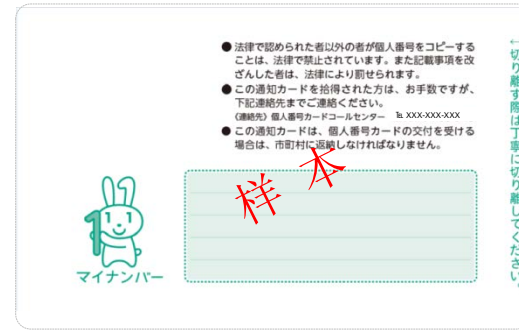 ●法律で認められた者以外の者が個人番号をコピーする
ことは、法律で禁止されています。また記載事項を改
ざんした者は、法律により罰せられます。
●この通知カードを拾得された方は、お手数ですが、
下記連絡先までご連絡ください。
〈連絡先〉個人番号カードコールセンター ℡ XXX-XXX-XXX
●この通知カードは、個人番号カードの交付を受ける
場合は、市町村に返納しなければなりません。
样本
1
マイナンバー
↑切り離す際は丁寧に切り離してください。